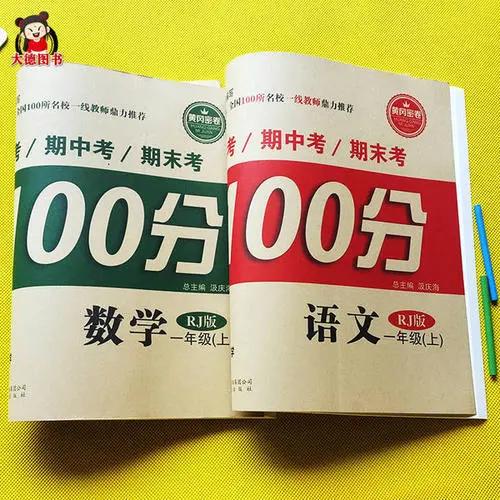 大德图书
全国100所名校一线教师鼎力推荐
黄冈密卷
考 / 期中考 / 期末考
100分
总主编 汲庆海
数学
RJ版
一年级(上)
全国100所名校一线教师鼎力推荐
黄冈密卷
考 / 期中考 / 期末考
100分
总主编 汲庆海
语文
RJ版
一年级(上)